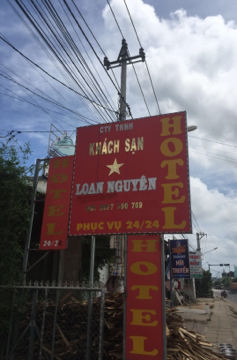 CTY TNHH
KHÁCH SẠN
LOAN NGUYÊN
PHỤC VỤ 24/24
HOTEL
HOTEL
HOTEL